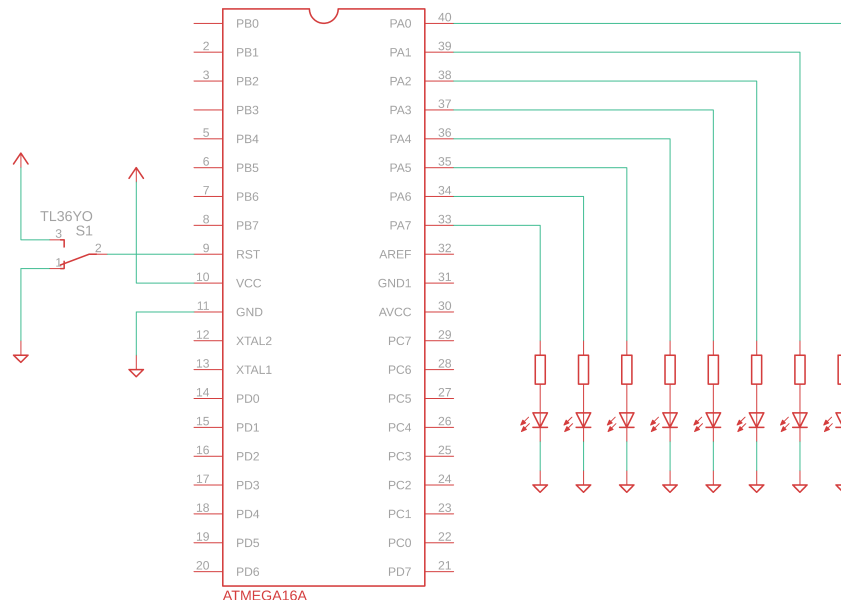 PB0 PA0 40
2 PB1 PA1 39
3 PB2 PA2 38
PB3 PA3 37
5 PB4 PA4 36
6 PB5 PA5 35
7 PB6 PA6 34
8 PB7 PA7 33
TL36YO
S1
3
2
1
9 RST AREF 32
10 VCC GND1 31
11 GND AVCC 30
12 XTAL2 PC7 29
13 XTAL1 PC6 28
14 PD0 PC5 27
15 PD1 PC4 26
16 PD2 PC3 25
17 PD3 PC2 24
18 PD4 PC1 23
19 PD5 PC0 22
20 PD6 PD7 21
ATMEGA16A